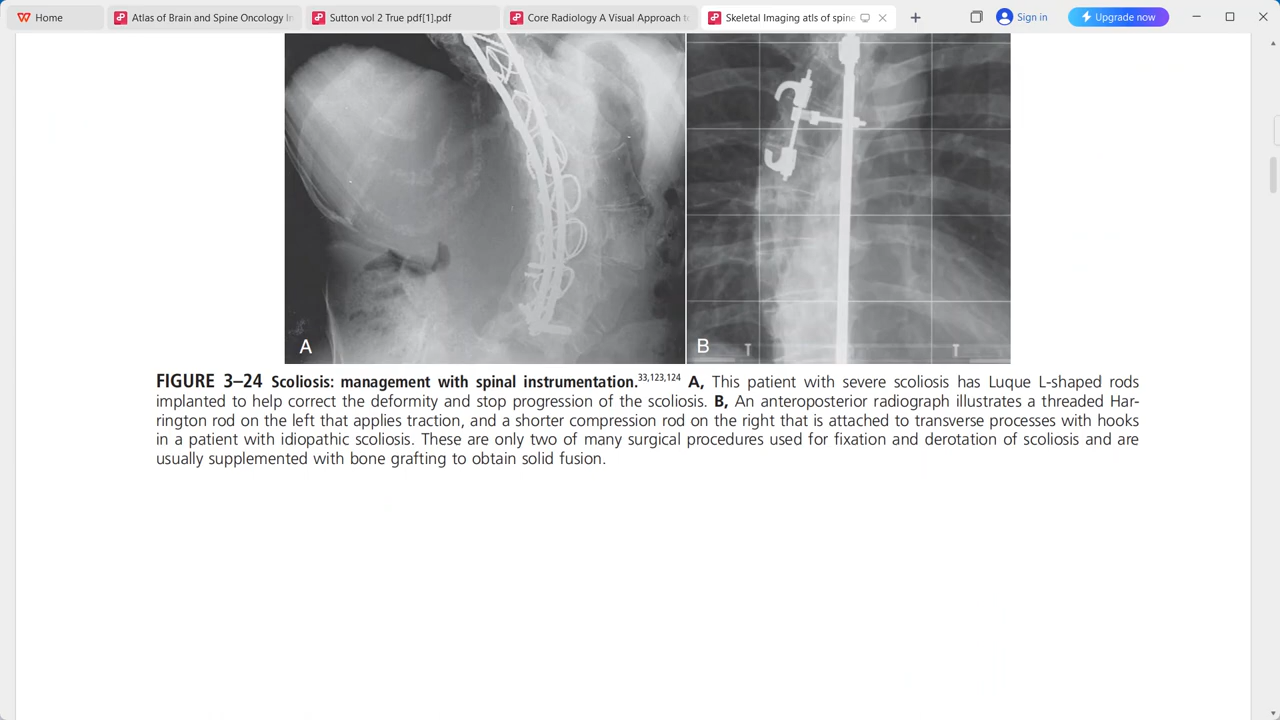 Home
Atlas of Brain and Spine Oncology I
Sutton vol 2 True pdf[1].pdf
Core Radiology A Visual Approach to
Skeletal Imaging atls of spine
Sign in
Upgrade now
A
B
T
T
FIGURE 3–24 Scoliosis: management with spinal instrumentation.33,123,124 A, This patient with severe scoliosis has Luque L-shaped rods
implanted to help correct the deformity and stop progression of the scoliosis. B, An anteroposterior radiograph illustrates a threaded Har-
rington rod on the left that applies traction, and a shorter compression rod on the right that is attached to transverse processes with hooks
in a patient with idiopathic scoliosis. These are only two of many surgical procedures used for fixation and derotation of scoliosis and are
usually supplemented with bone grafting to obtain solid fusion.